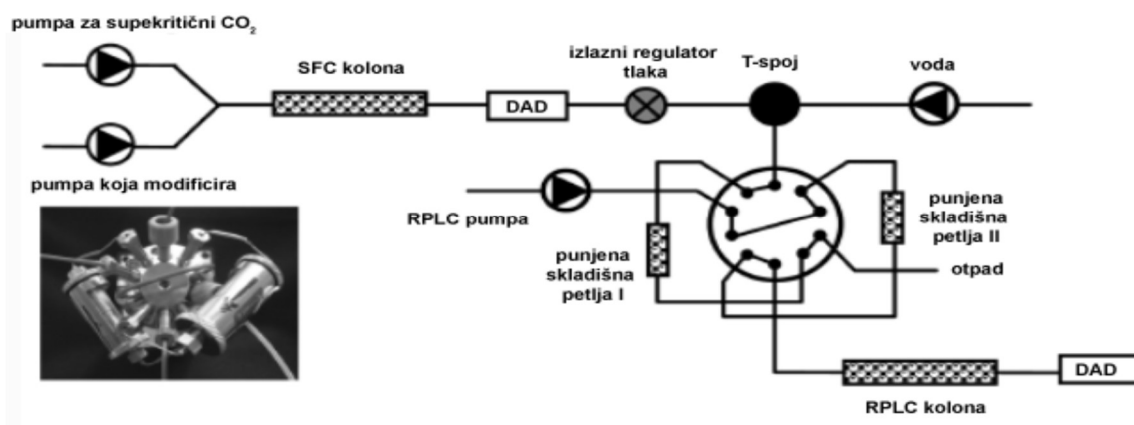 pumpa za supekritični CO₂
SFC kolona
DAD
izlazni regulator
tlaka
T-spoj
voda
pumpa koja modificira
RPLC pumpa
punjena
skladišna
petlja I
punjena
skladišna
petlja II
otpad
DAD
RPLC kolona